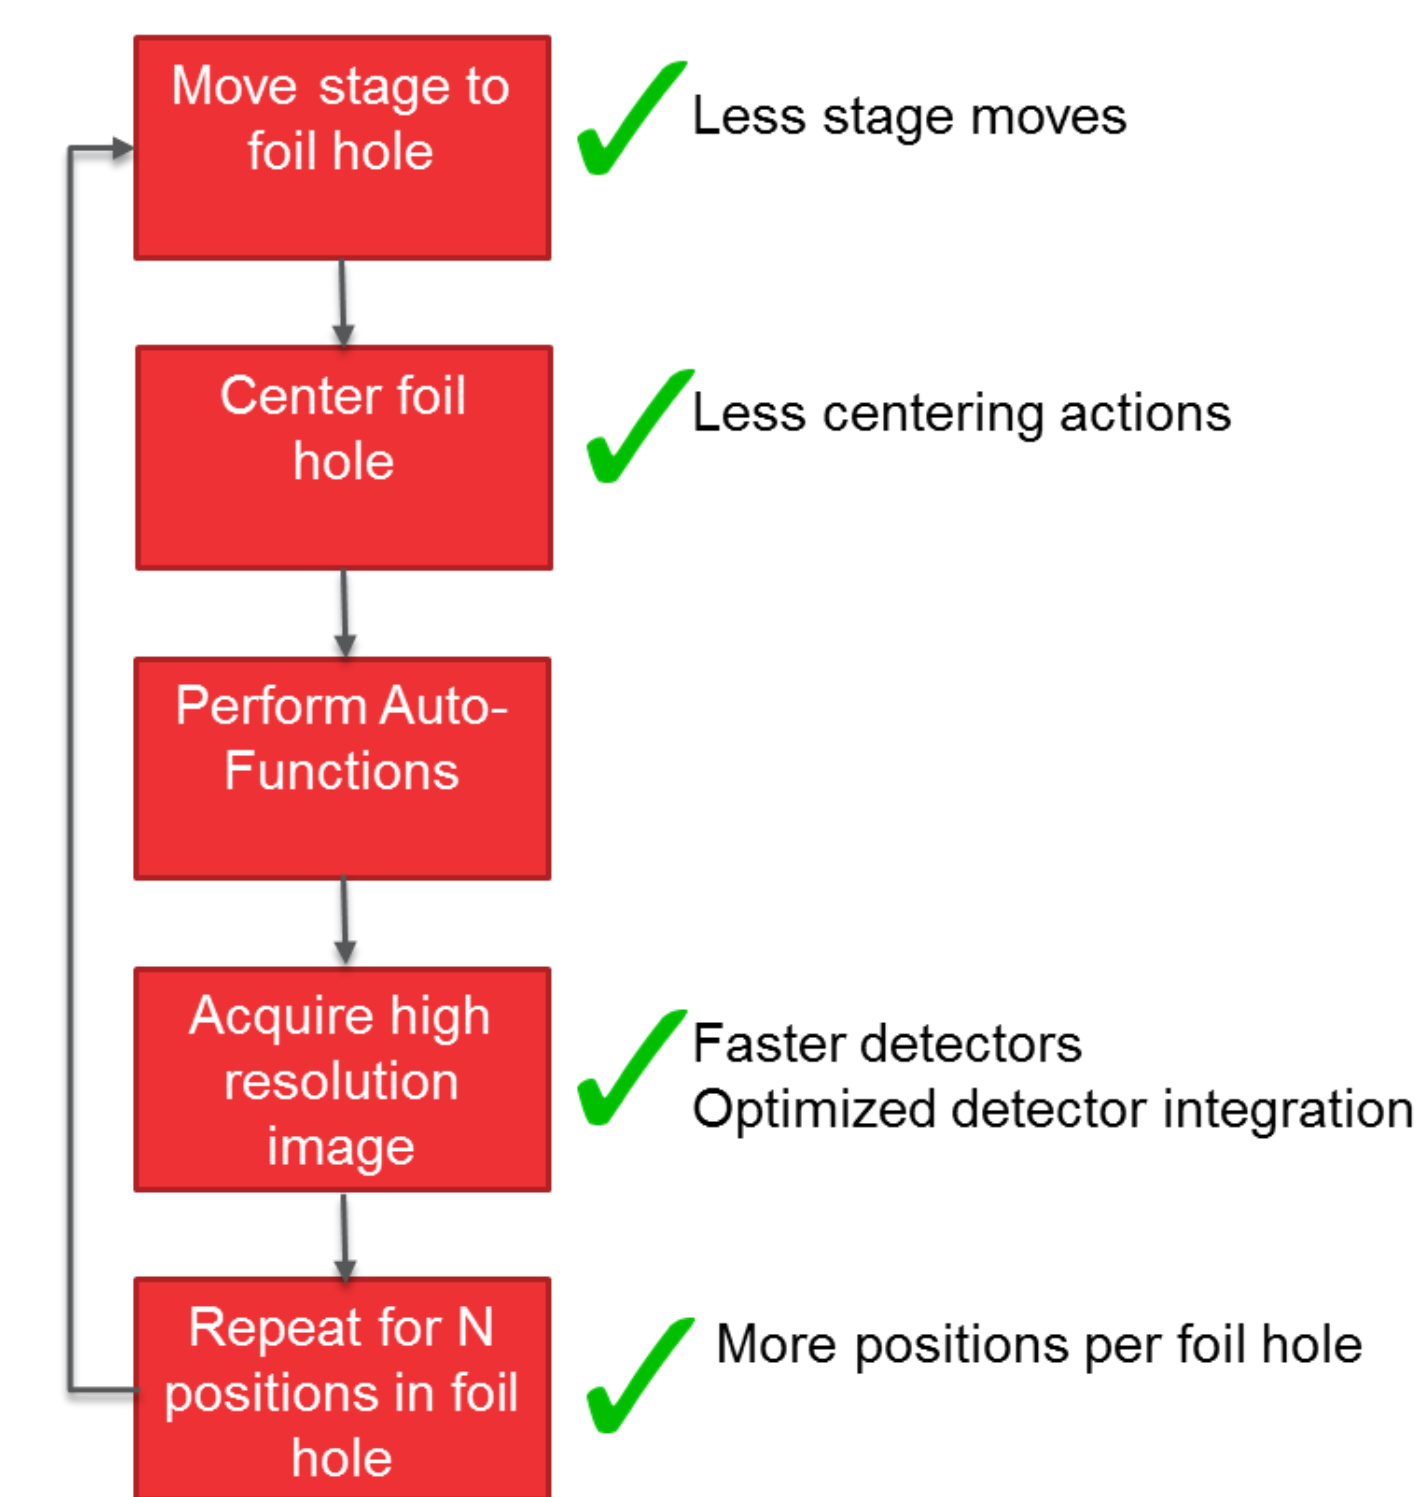 Move stage to
foil hole
Less stage moves
Center foil
hole
Less centering actions
Perform Auto-
Functions
Acquire high
resolution
image
Faster detectors
Optimized detector integration
Repeat for N
positions in foil
hole
More positions per foil hole